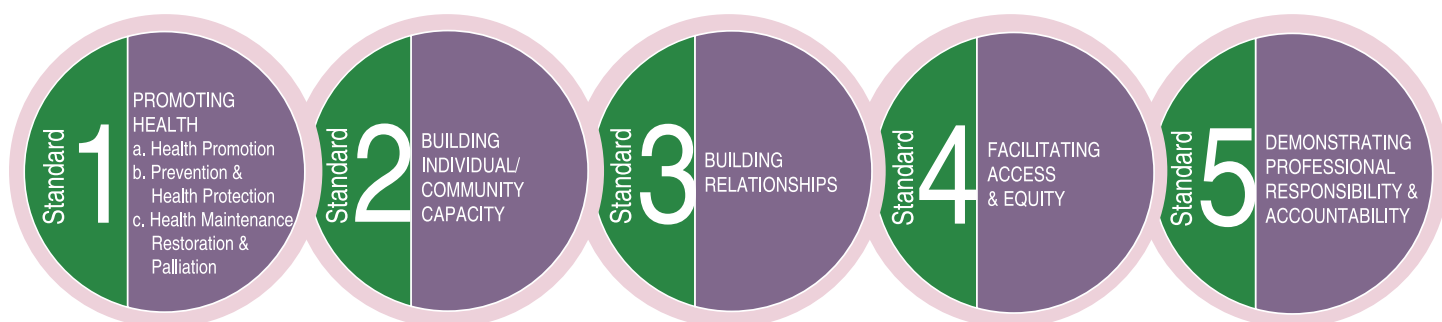 Standard
1
PROMOTING
HEALTH
a. Health Promotion
b. Prevention &
Health Protection
c. Health Maintenance
Restoration &
Palliation
Standard
2
BUILDING
INDIVIDUAL/
COMMUNITY
CAPACITY
Standard
3
BUILDING
RELATIONSHIPS
Standard
4
FACILITATING
ACCESS
& EQUITY
Standard
5
DEMONSTRATING
PROFESSIONAL
RESPONSIBILITY &
ACCOUNTABILITY